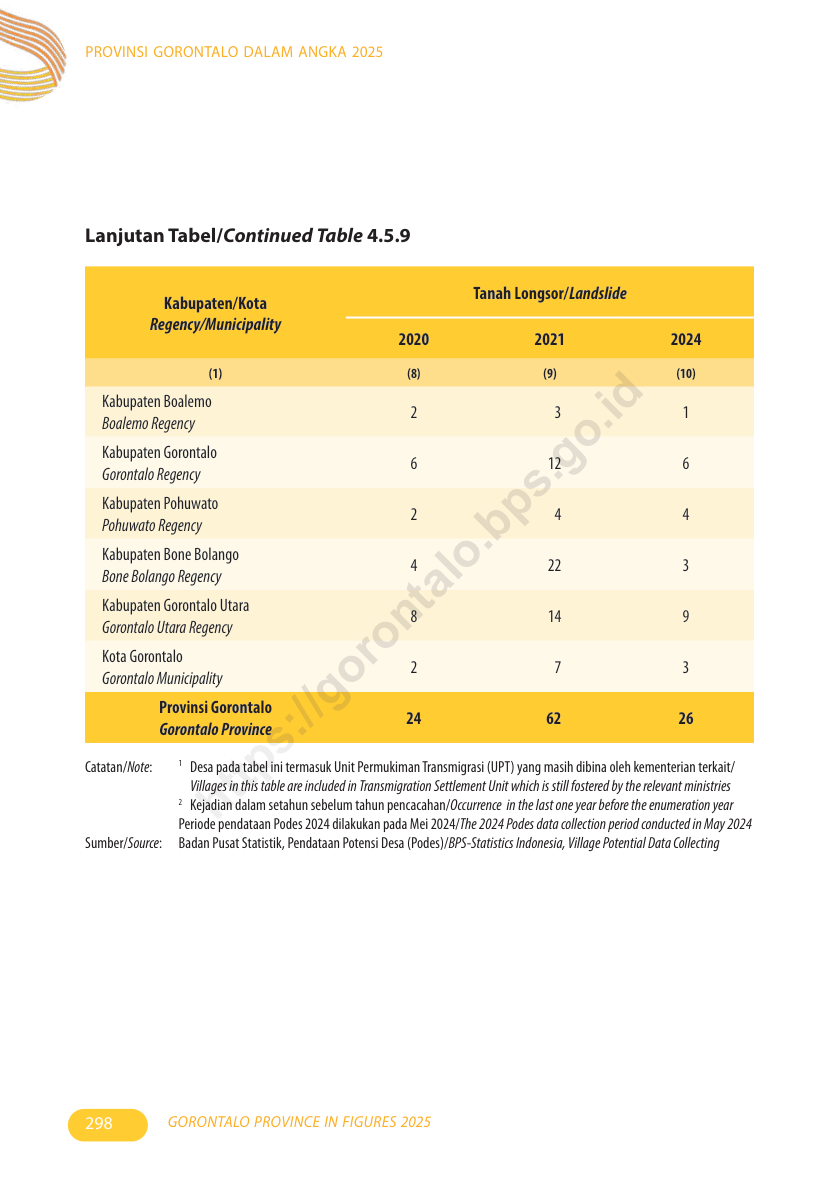 PROVINSI GORONTALO DALAM ANGKA 2025
Lanjutan Tabel/Continued Table 4.5.9
Kabupaten/Kota
Regency/Municipality
Tanah Longsor/Landslide
2020 2021 2024
(1) (8) (9) (10)
Kabupaten Boalemo
Boalemo Regency
2 3 1
Kabupaten Gorontalo
Gorontalo Regency
6 12 6
Kabupaten Pohuwato
Pohuwato Regency
2 4 4
Kabupaten Bone Bolango
Bone Bolango Regency
4 22 3
Kabupaten Gorontalo Utara
Gorontalo Utara Regency
8 14 9
Kota Gorontalo
Gorontalo Municipality
2 7 3
Provinsi Gorontalo
Gorontalo Province
24 62 26
Catatan/Note: 1 Desa pada tabel ini termasuk Unit Permukiman Transmigrasi (UPT) yang masih dibina oleh kementerian terkait/
Villages in this table are included in Transmigration Settlement Unit which is still fostered by the relevant ministries
2 Kejadian dalam setahun sebelum tahun pencacahan/Occurrence in the last one year before the enumeration year
Periode pendataan Podes 2024 dilakukan pada Mei 2024/The 2024 Podes data collection period conducted in May 2024
Sumber/Source: Badan Pusat Statistik, Pendataan Potensi Desa (Podes)/BPS-Statistics Indonesia, Village Potential Data Collecting
https://gorontalo.bps.go.id
298 GORONTALO PROVINCE IN FIGURES 2025